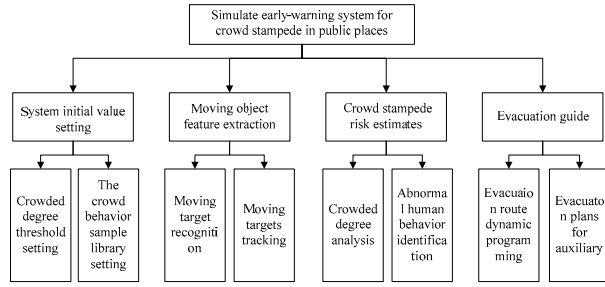 Simulate early-warning system for
crowd stampede in public places
System initial value
setting
Moving object
feature extraction
Crowd stampede
risk estimates
Evacuation guide
Crowded
degree
threshold
setting
The
crowd
behavior
sample
library
setting
Moving
target
recogniti
on
Moving
targets
tracking
Crowded
degree
analysis
Abnorma
l human
behavior
identifica
tion
Evacuaio
n route
dynamic
program
ming
Evacuato
n plans
for
auxiliary